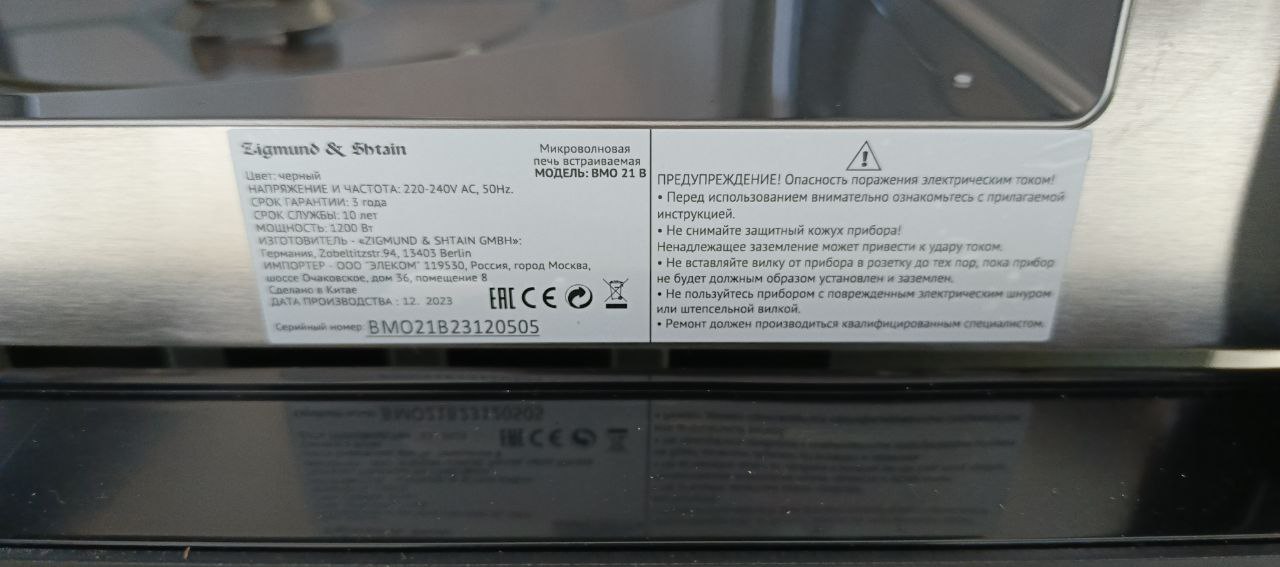 Zigmund & Shtain
Микроволновая
печь встраиваемая
МОДЕЛЬ: BMO 21 B
Цвет: черный
НАПРЯЖЕНИЕ И ЧАСТОТА: 220-240V AC, 50Hz.
СРОК ГАРАНТИИ: 3 года
СРОК СЛУЖБЫ: 10 лет
МОЩНОСТЬ: 1200 Вт
ИЗГОТОВИТЕЛЬ - «ZIGMUND & SHTAIN GMBH»:
Германия, Zobeltitzstr.94, 13403 Berlin
ИМПОРТЕР - ООО "ЭЛЕКОМ" 119530, Россия, город Москва,
шоссе Очаковское, дом 36, помещение 8
Сделано в Китае
ДАТА ПРОИЗВОДСТВА : 12. 2023
EAC CE
Серийный номер: BMO21B23120505
ПРЕДУПРЕЖДЕНИЕ! Опасность поражения электрическим током!
• Перед использованием внимательно ознакомьтесь с прилагаемой
инструкцией.
• Не снимайте защитный кожух прибора!
Ненадлежащее заземление может привести к удару током.
• Не вставляйте вилку от прибора в розетку до тех пор, пока прибор
не будет должным образом установлен и заземлен.
• Не пользуйтесь прибором с поврежденным электрическим шнуром
или штепсельной вилкой.
• Ремонт должен производиться квалифицированным специалистом.